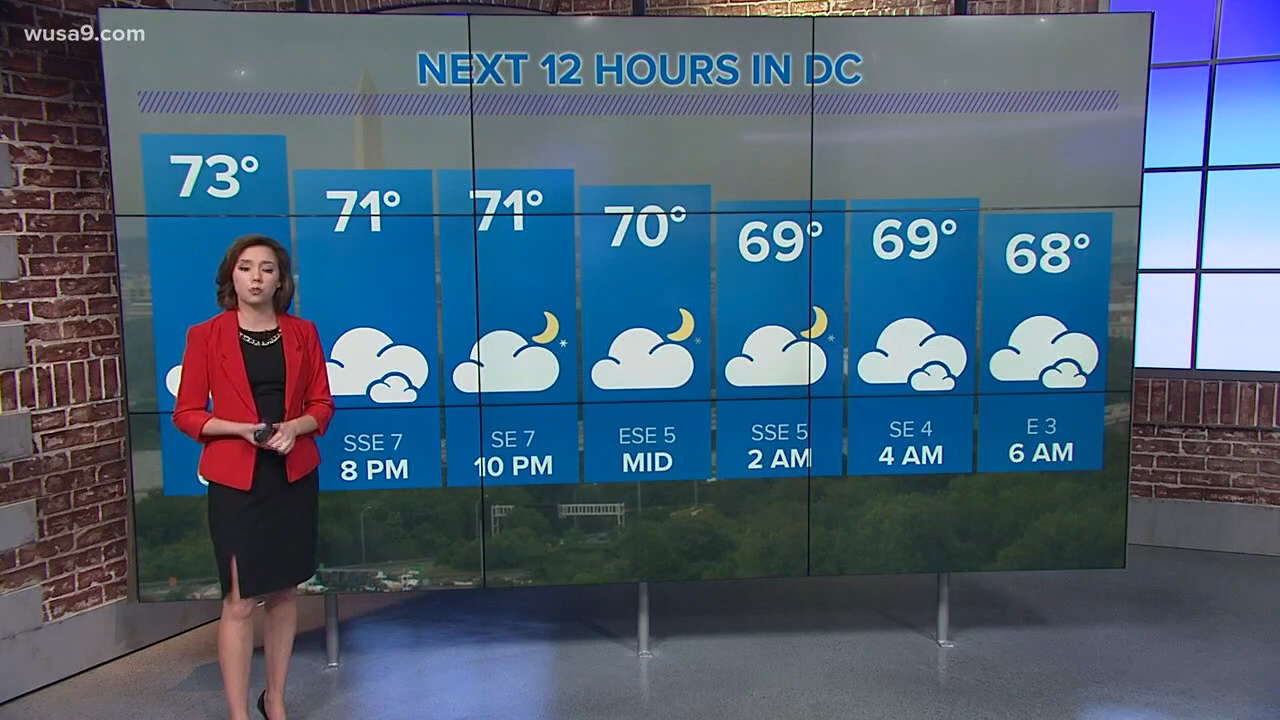 wusa9.com
NEXT 12 HOURS IN DC
73° 71° 71° 70° 69° 69° 68°
SSE 7 SE 7 ESE 5 SSE 5 SE 4 E 3
8 PM 10 PM MID 2 AM 4 AM 6 AM